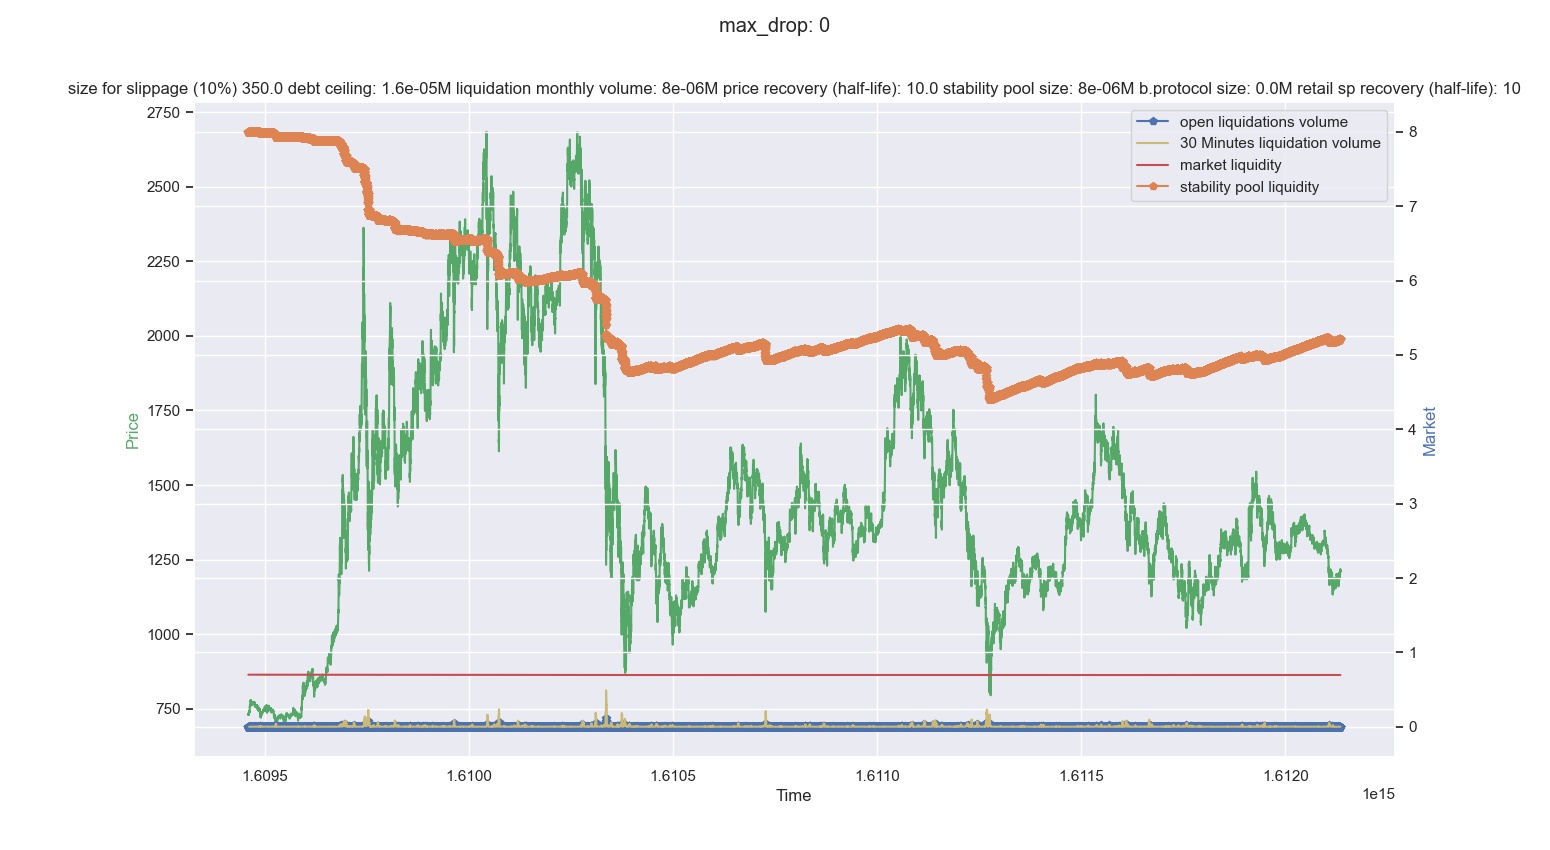 max_drop: 0
size for slippage (10%) 350.0 debt ceiling: 1.6e-05M liquidation monthly volume: 8e-06M price recovery (half-life): 10.0 stability pool size: 8e-06M b.protocol size: 0.0M retail sp recovery (half-life): 10
open liquidations volume
30 Minutes liquidation volume
market liquidity
stability pool liquidity
2750
2500
2250
2000
1750
1500
1250
1000
750
Price
8
7
6
5
4
3
2
1
0
Market
1.6095
1.6100
1.6105
1.6110
1.6115
1.6120
1e15
Time